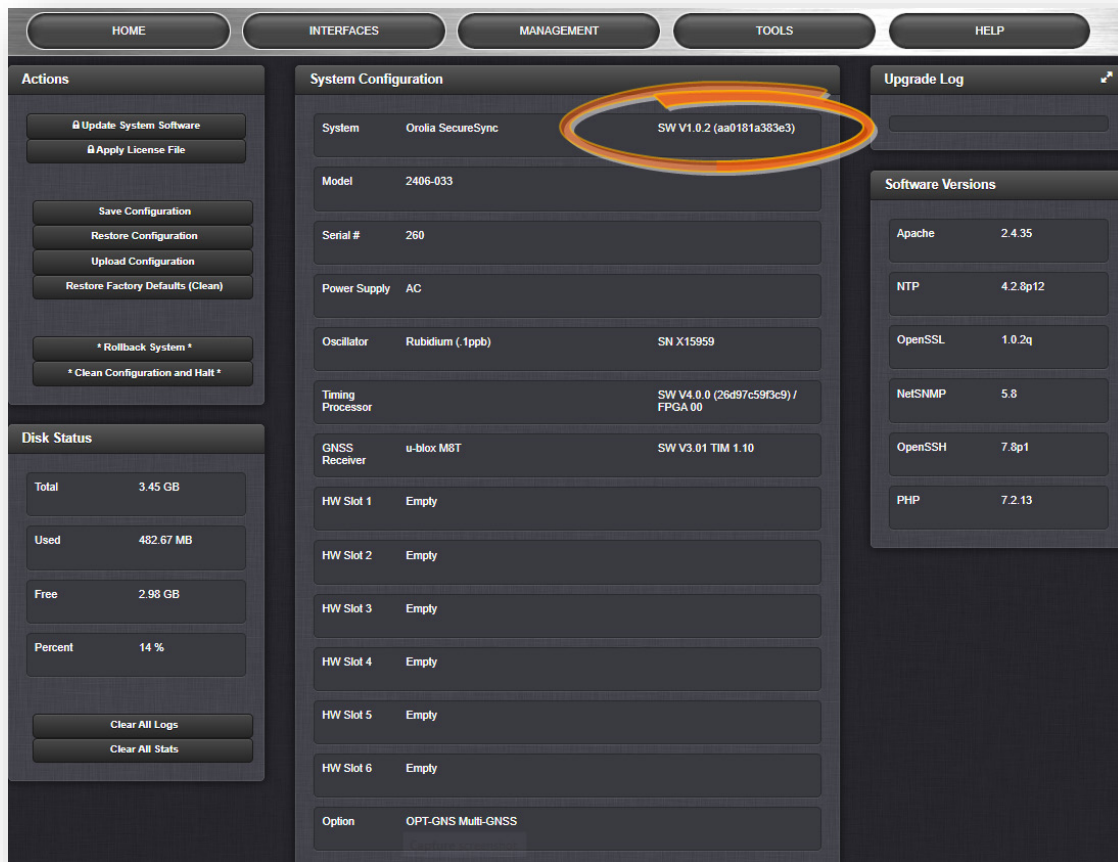 HOME INTERFACES MANAGEMENT TOOLS HELP
Actions
Update System Software
Apply License File
Save Configuration
Restore Configuration
Upload Configuration
Restore Factory Defaults (Clean)
* Rollback System *
* Clean Configuration and Halt *
Disk Status
Total 3.45 GB
Used 482.67 MB
Free 2.98 GB
Percent 14 %
Clear All Logs
Clear All Stats
System Configuration
System Orolia SecureSync SW V1.0.2 (aa0181a383e3)
Model 2406-033
Serial # 260
Power Supply AC
Oscillator Rubidium (.1ppb) SN X15959
Timing SW V4.0.0 (26d97c59f3c9) /
Processor FPGA 00
GNSS u-blox M8T SW V3.01 TIM 1.10
Receiver
HW Slot 1 Empty
HW Slot 2 Empty
HW Slot 3 Empty
HW Slot 4 Empty
HW Slot 5 Empty
HW Slot 6 Empty
Option OPT-GNS Multi-GNSS
Upgrade Log
Software Versions
Apache 2.4.35
NTP 4.2.8p12
OpenSSL 1.0.2q
NetSNMP 5.8
OpenSSH 7.8p1
PHP 7.2.13